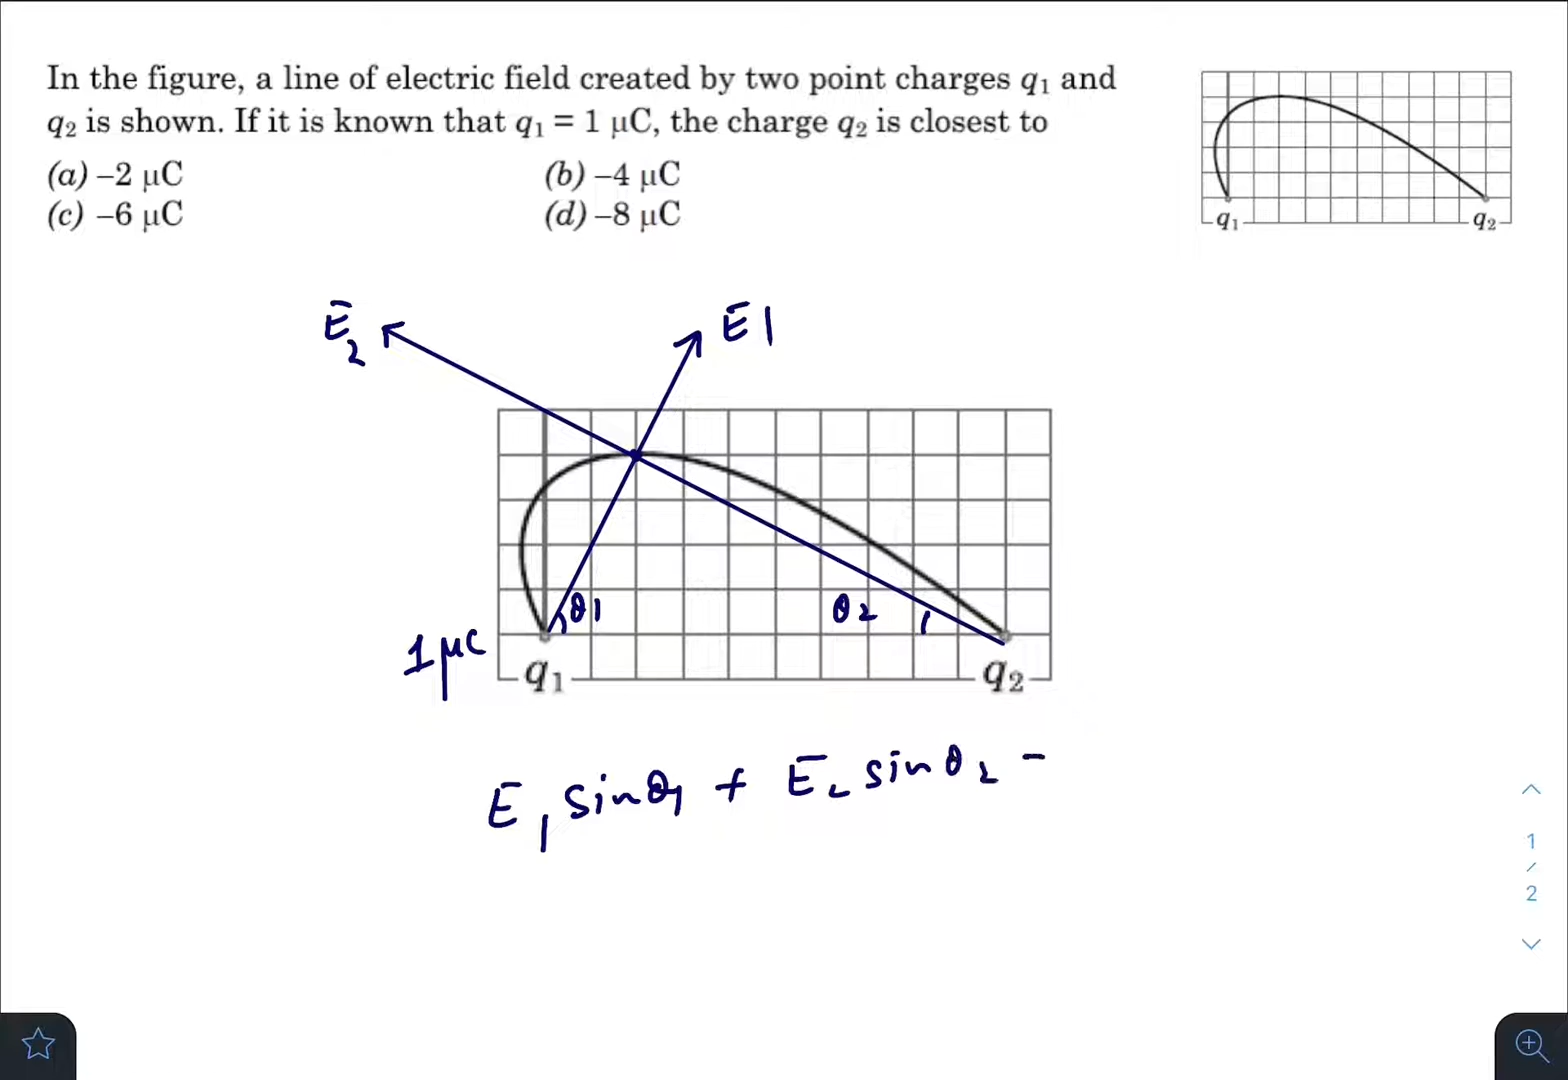 In the figure, a line of electric field created by two point charges q₁ and
q₂ is shown. If it is known that q₁ = 1 μC, the charge q₂ is closest to
(a) –2 μC (b) –4 μC
(c) –6 μC (d) –8 μC
q₁ q₂
E₂ E1
θ1 θ2
1μC
q₁ q₂
E₁ sinθ₁ + E₂ sinθ₂ -
1
/
2